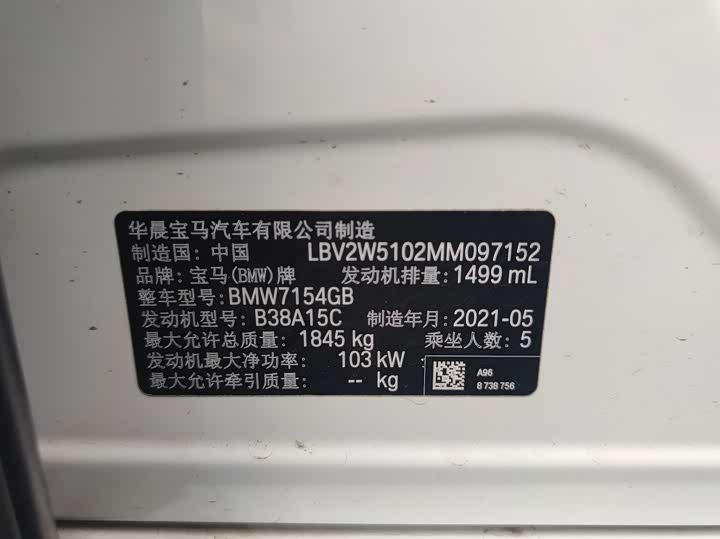 华晨宝马汽车有限公司制造
制造国: 中国 LBV2W5102MM097152
品牌: 宝马(BMW)牌 发动机排量: 1499 mL
整车型号: BMW7154GB
发动机型号: B38A15C 制造年月: 2021-05
最大允许总质量: 1845 kg 乘坐人数: 5
发动机最大净功率: 103 kW
最大允许牵引质量: -- kg
A96
8 738 756